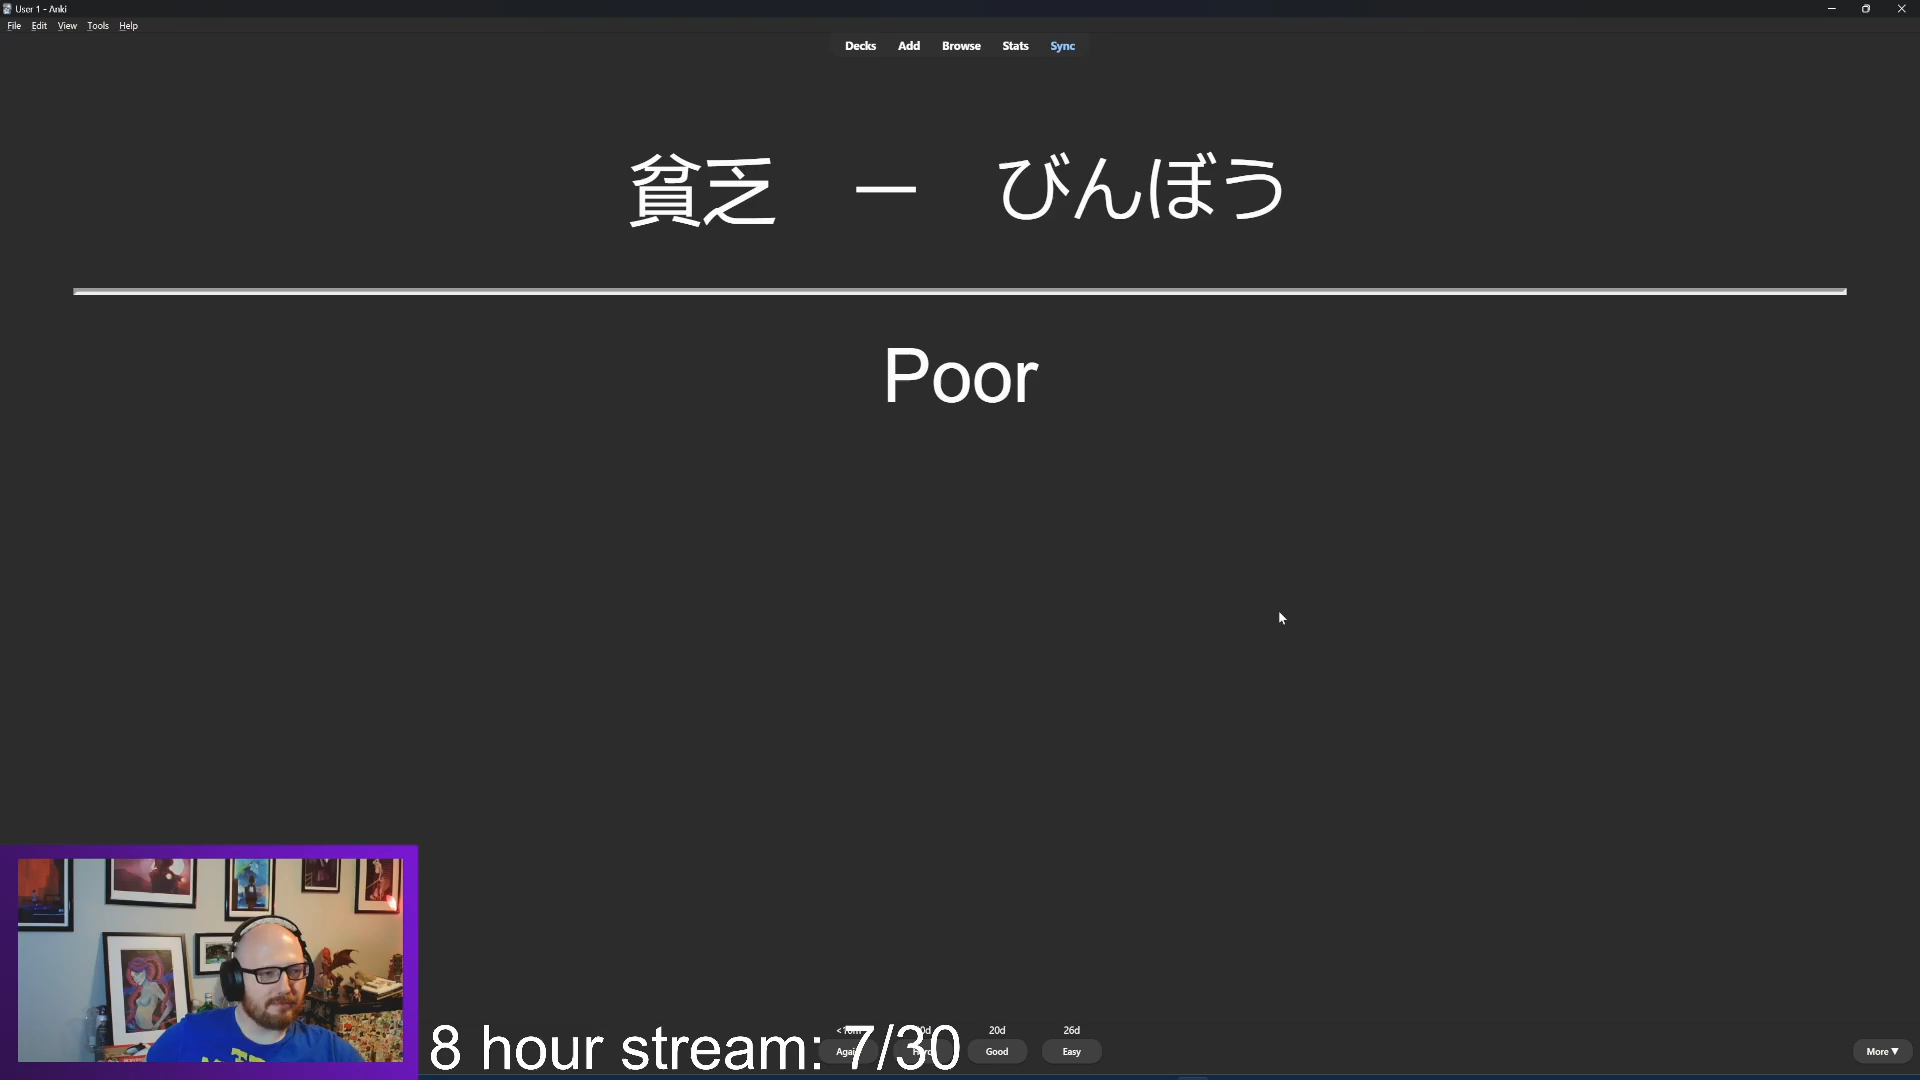 User 1 - Anki
File Edit View Tools Help
Decks Add Browse Stats Sync
貧乏 ー びんぼう
Poor
20d 26d
Good Easy More ▼
8 hour stream: 7/30